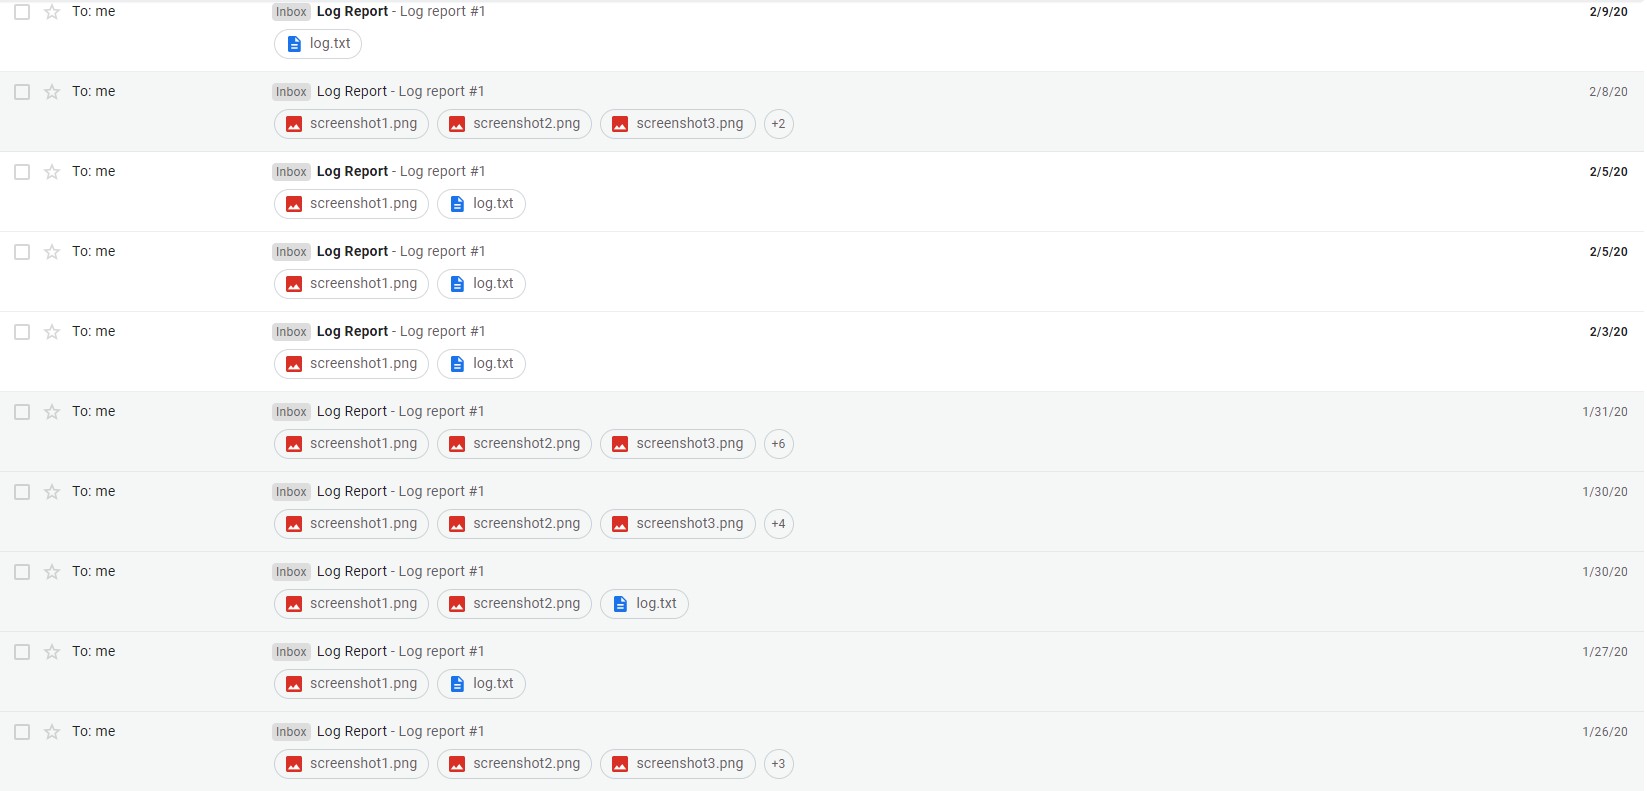 To: me Inbox Log Report - Log report #1 2/9/20
log.txt
To: me Inbox Log Report - Log report #1 2/8/20
screenshot1.png screenshot2.png screenshot3.png +2
To: me Inbox Log Report - Log report #1 2/5/20
screenshot1.png log.txt
To: me Inbox Log Report - Log report #1 2/5/20
screenshot1.png log.txt
To: me Inbox Log Report - Log report #1 2/3/20
screenshot1.png log.txt
To: me Inbox Log Report - Log report #1 1/31/20
screenshot1.png screenshot2.png screenshot3.png +6
To: me Inbox Log Report - Log report #1 1/30/20
screenshot1.png screenshot2.png screenshot3.png +4
To: me Inbox Log Report - Log report #1 1/30/20
screenshot1.png screenshot2.png log.txt
To: me Inbox Log Report - Log report #1 1/27/20
screenshot1.png log.txt
To: me Inbox Log Report - Log report #1 1/26/20
screenshot1.png screenshot2.png screenshot3.png +3